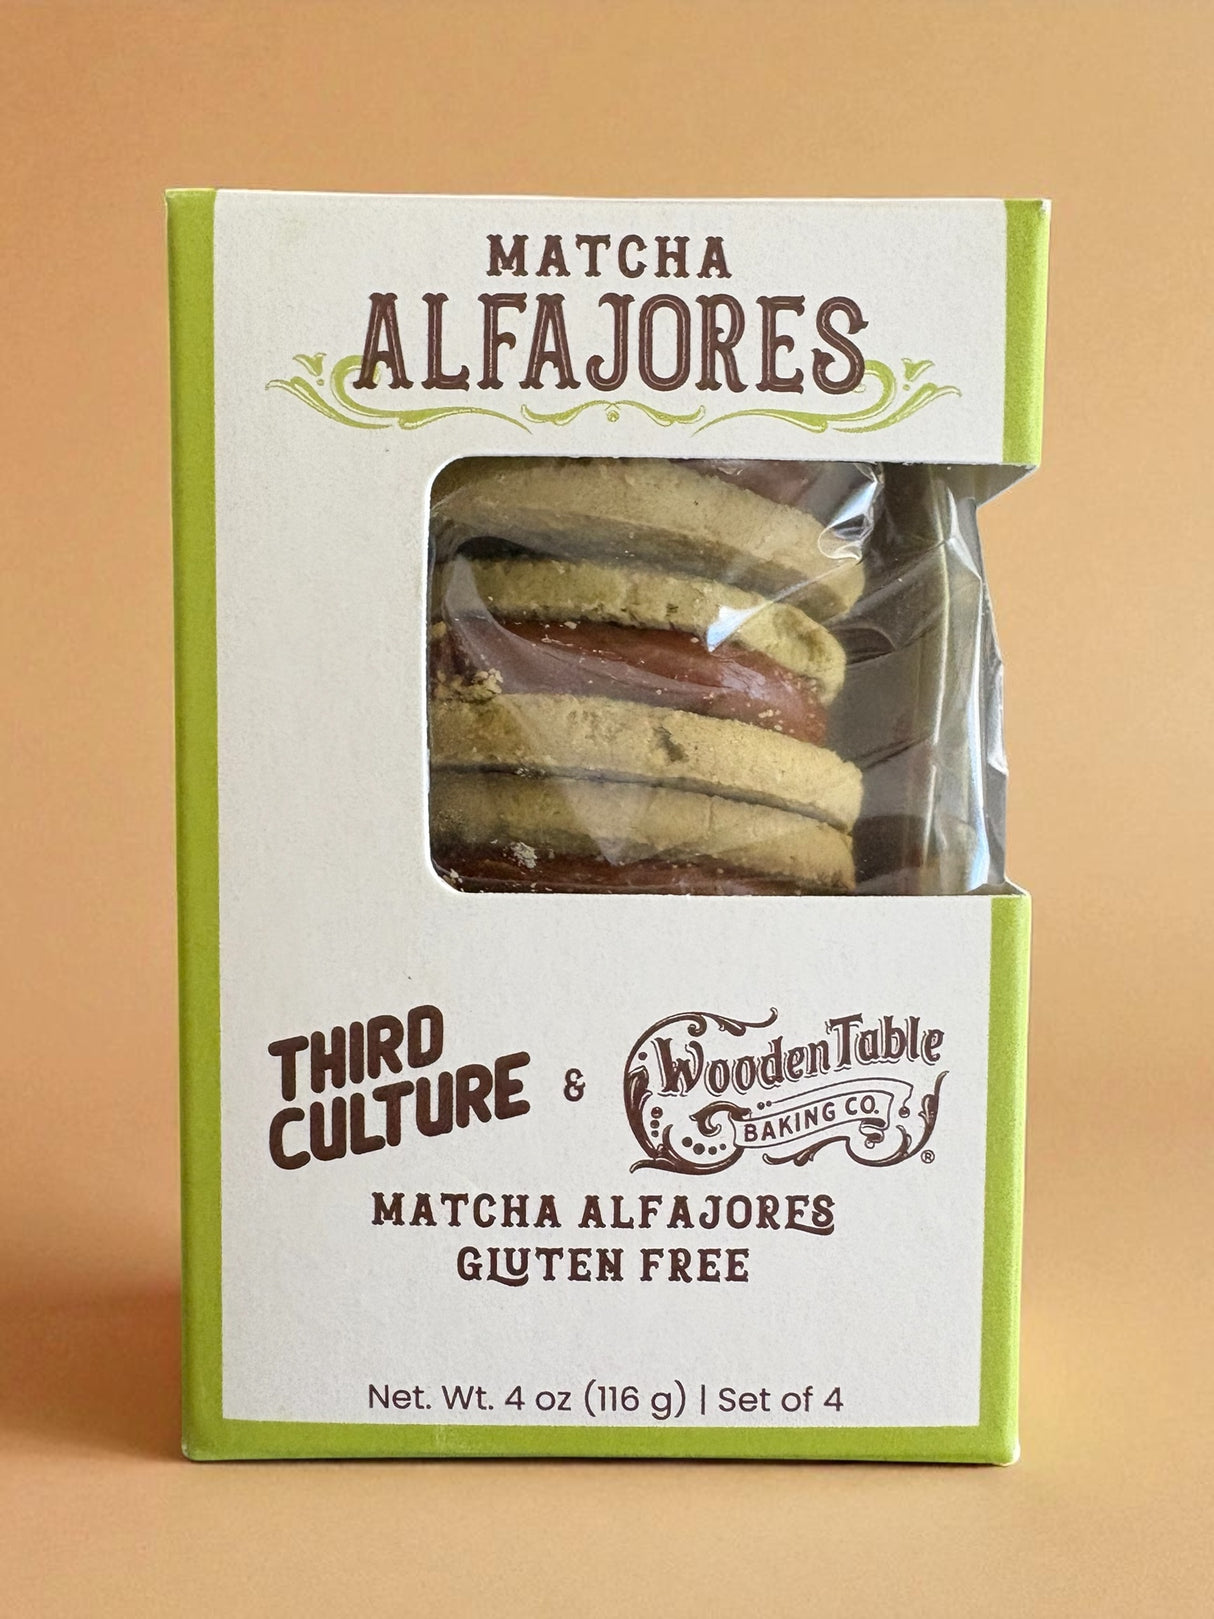 MATCHA
ALFAJORES
THIRD
CULTURE
&
WoodenTable
BAKING CO.
®
MATCHA ALFAJORES
GLUTEN FREE
Net. Wt. 4 oz (116 g) | Set of 4